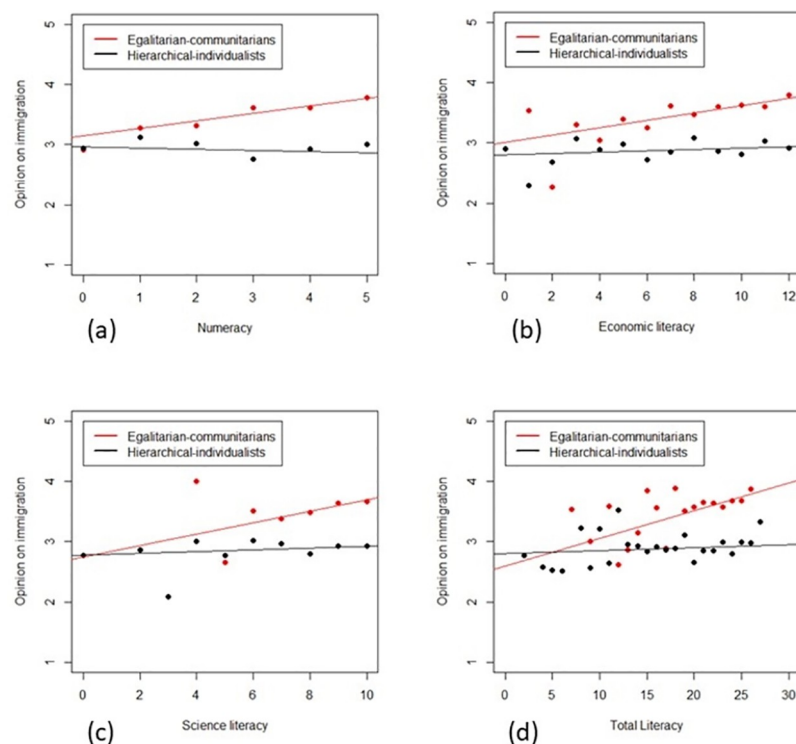 Opinion on immigration
5
4
3
2
1
Egalitarian-communitarians
Hierarchical-individualists
0 1 2 3 4 5
(a)
Numeracy
Opinion on immigration
5
4
3
2
1
Egalitarian-communitarians
Hierarchical-individualists
0 2 4 6 8 10 12
(b)
Economic literacy
Opinion on immigration
5
4
3
2
1
Egalitarian-communitarians
Hierarchical-individualists
0 2 4 6 8 10
(c)
Science literacy
Opinion on immigration
5
4
3
2
1
Egalitarian-communitarians
Hierarchical-individualists
0 5 10 15 20 25 30
(d)
Total Literacy